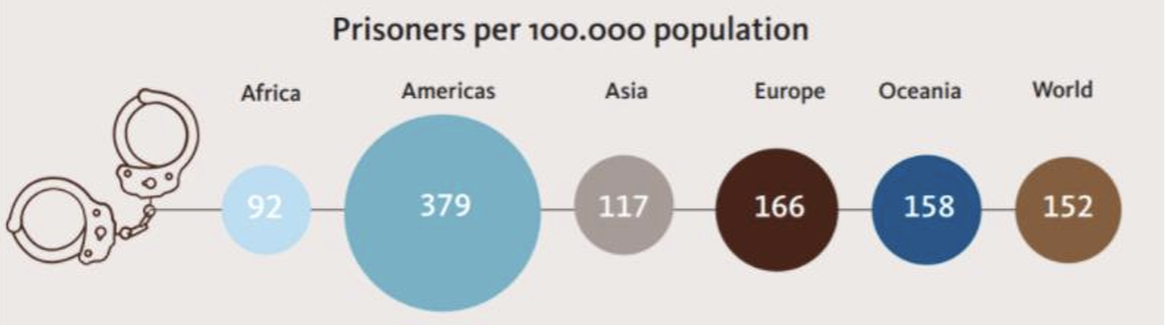 Prisoners per 100.000 population
Africa Americas Asia Europe Oceania World
92 379 117 166 158 152